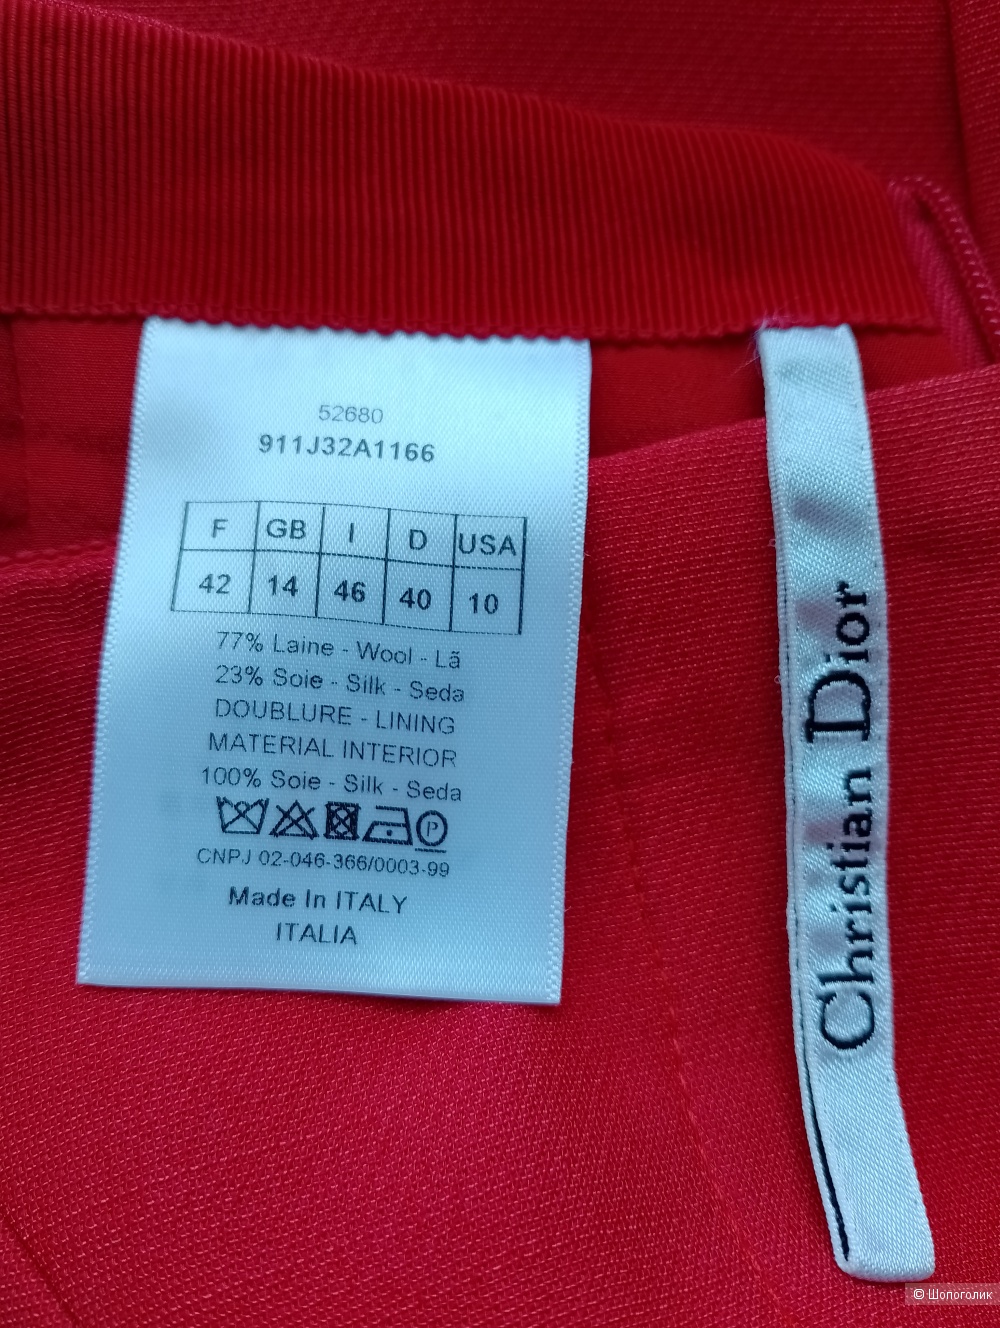 52680
911J32A1166
F GB I D USA
42 14 46 40 10
77% Laine - Wool - Lã
23% Soie - Silk - Seda
DOUBLURE - LINING
MATERIAL INTERIOR
100% Soie - Silk - Seda
P
CNPJ 02-046-366/0003-99
Made In ITALY
ITALIA
Christian Dior
© Шопоголик